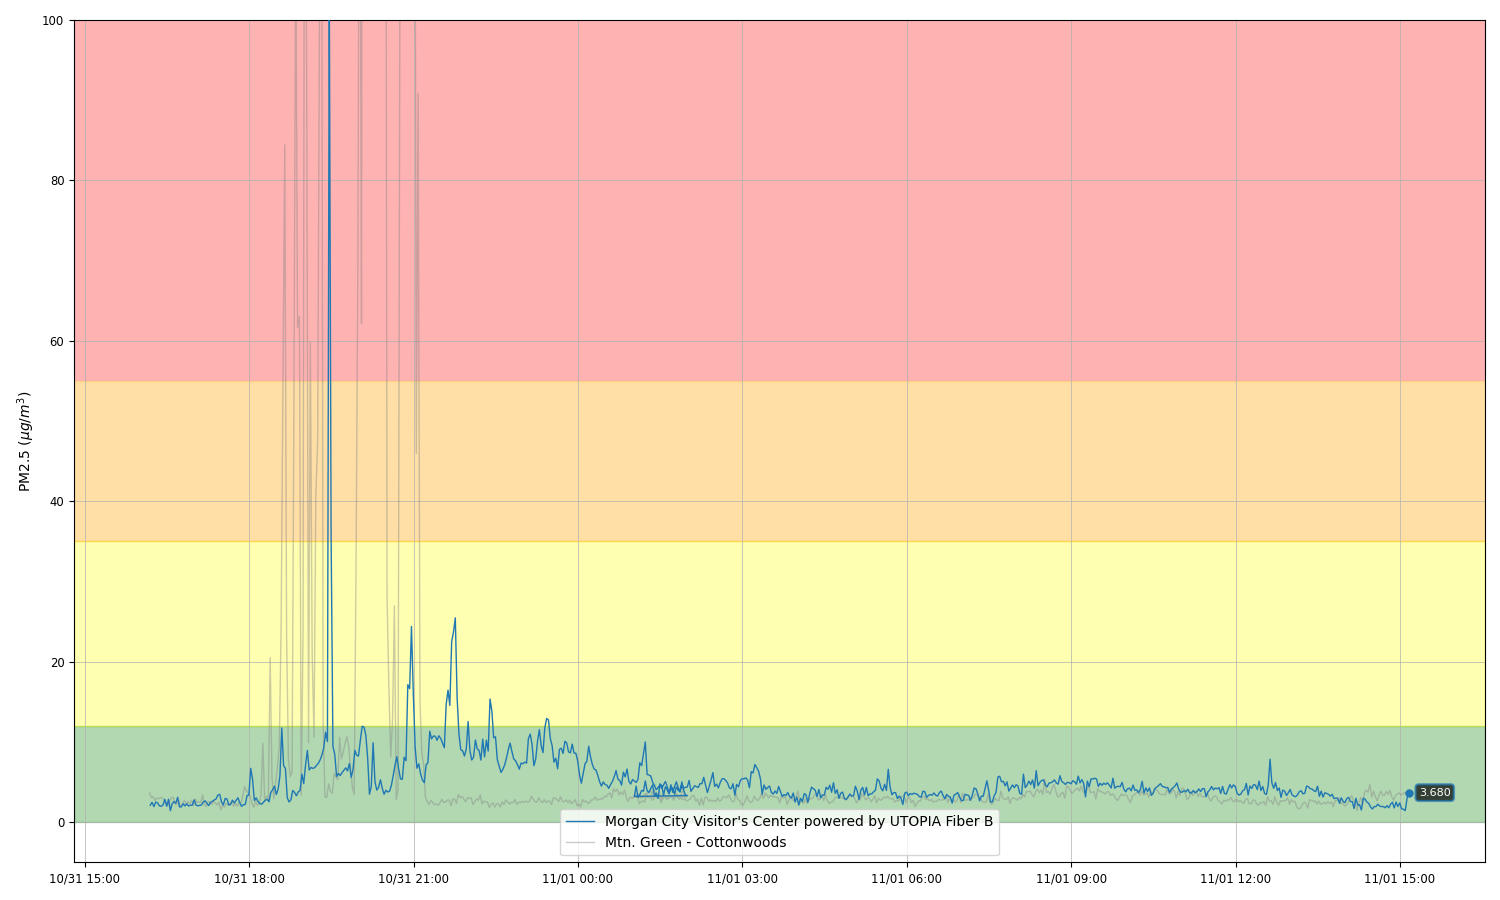 100
80
60
40
20
0
PM2.5 (μg/m³)
3.680
Morgan City Visitor's Center powered by UTOPIA Fiber B
Mtn. Green - Cottonwoods
10/31 15:00 10/31 18:00 10/31 21:00 11/01 00:00 11/01 03:00 11/01 06:00 11/01 09:00 11/01 12:00 11/01 15:00